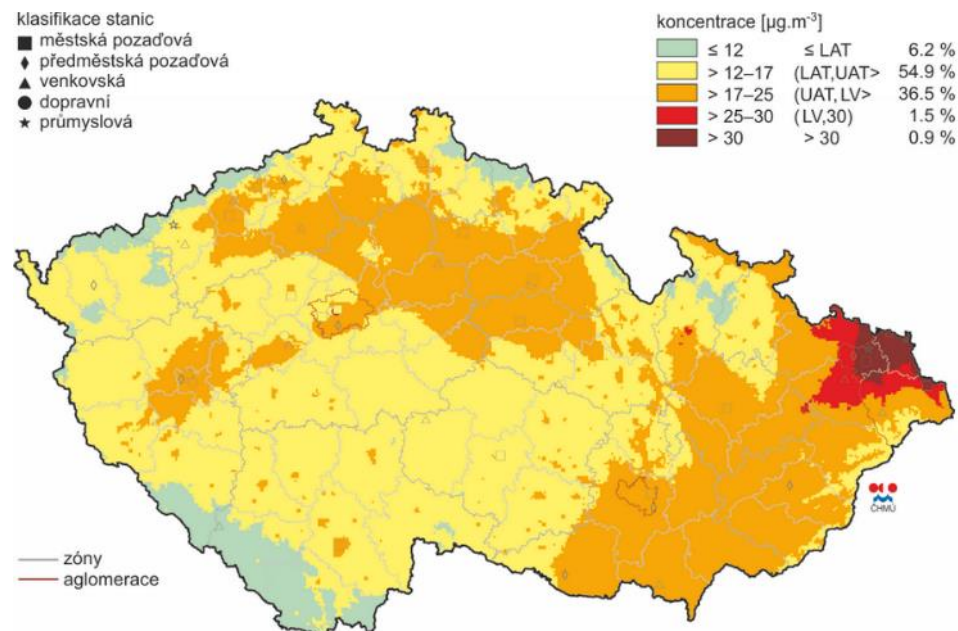 klasifikace stanic
městská pozaďová
předměstská pozaďová
venkovská
dopravní
průmyslová
koncentrace [µg.m⁻³]
≤ 12 ≤ LAT 6.2 %
> 12–17 (LAT,UAT> 54.9 %
> 17–25 (UAT, LV> 36.5 %
> 25–30 (LV,30) 1.5 %
> 30 > 30 0.9 %
ČHMÚ
zóny
aglomerace